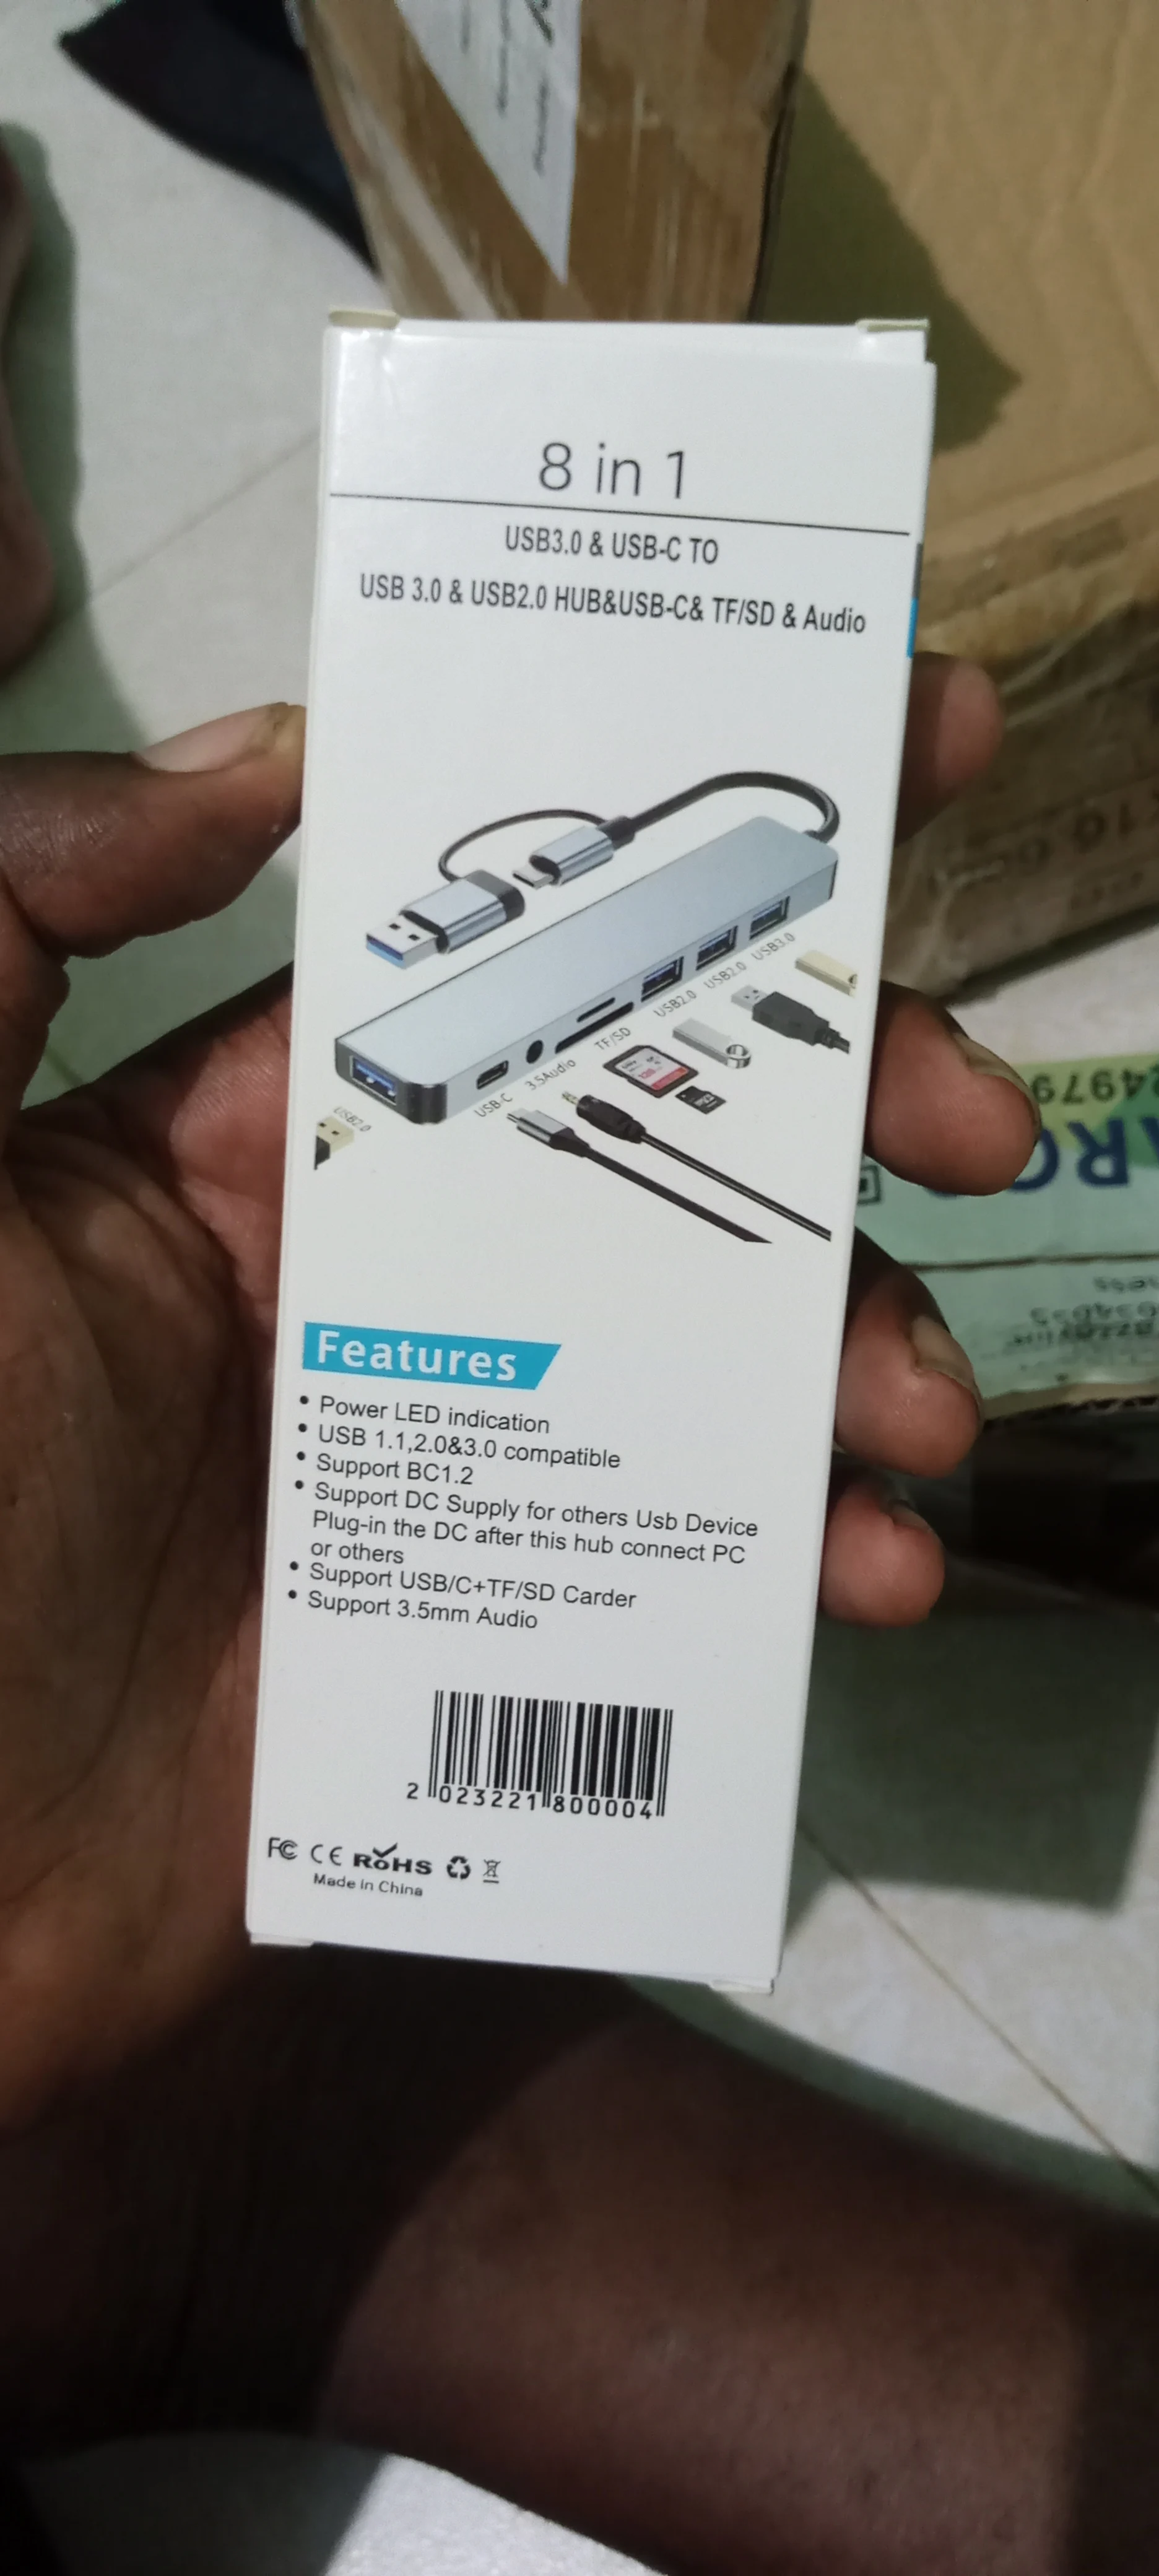 8 in 1
USB3.0 & USB-C TO
USB 3.0 & USB2.0 HUB&USB-C& TF/SD & Audio
USB3.0
USB2.0
USB2.0
TF/SD
3.5Audio
USB-C
USB2.0
Features
• Power LED indication
• USB 1.1,2.0&3.0 compatible
• Support BC1.2
• Support DC Supply for others Usb Device
Plug-in the DC after this hub connect PC
or others
• Support USB/C+TF/SD Carder
• Support 3.5mm Audio
2 023221 800004
FC CE RoHS
Made in China
24979